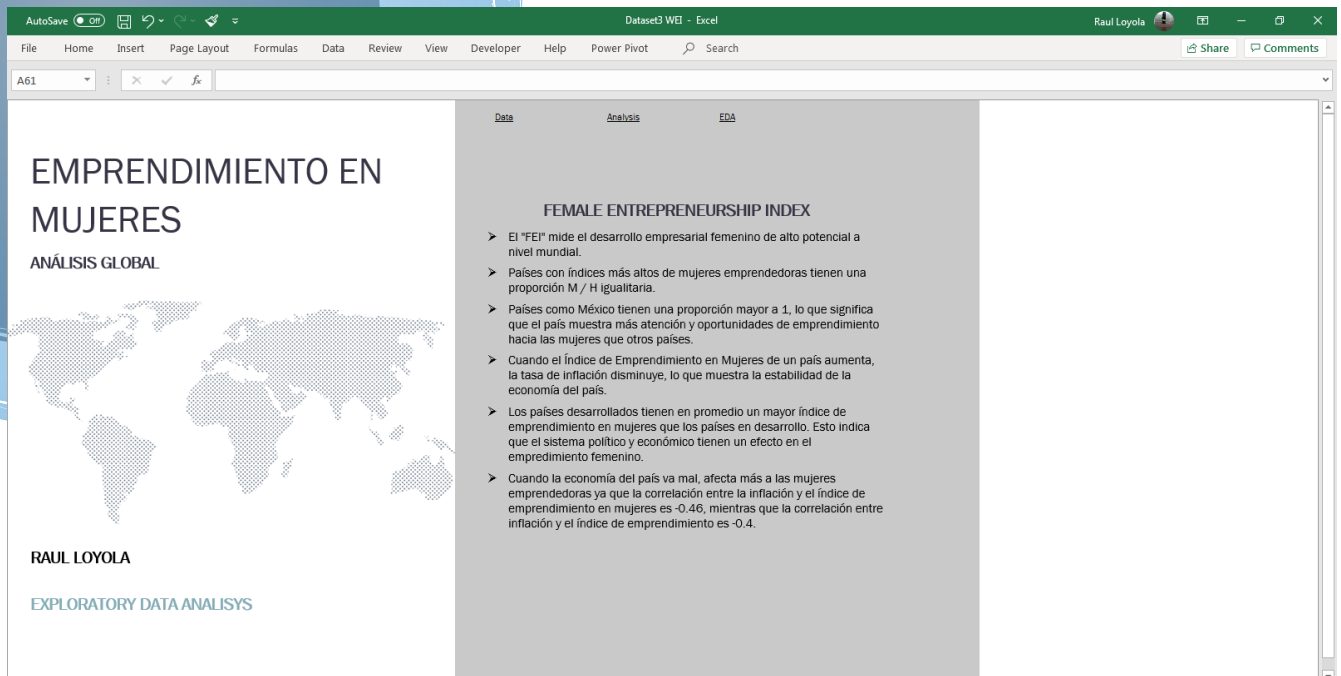 AutoSave Off Dataset3 WEI - Excel Raul Loyola
File Home Insert Page Layout Formulas Data Review View Developer Help Power Pivot Search Share Comments
A61 fx
Data Analysis EDA
EMPRENDIMIENTO EN
MUJERES
ANÁLISIS GLOBAL
RAUL LOYOLA
EXPLORATORY DATA ANALISYS
FEMALE ENTREPRENEURSHIP INDEX
El "FEI" mide el desarrollo empresarial femenino de alto potencial a
nivel mundial.
Países con índices más altos de mujeres emprendedoras tienen una
proporción M / H igualitaria.
Países como México tienen una proporción mayor a 1, lo que significa
que el país muestra más atención y oportunidades de emprendimiento
hacia las mujeres que otros países.
Cuando el Índice de Emprendimiento en Mujeres de un país aumenta,
la tasa de inflación disminuye, lo que muestra la estabilidad de la
economía del país.
Los países desarrollados tienen en promedio un mayor índice de
emprendimiento en mujeres que los países en desarrollo. Esto indica
que el sistema político y económico tienen un efecto en el
empredimiento femenino.
Cuando la economía del país va mal, afecta más a las mujeres
emprendedoras ya que la correlación entre la inflación y el índice de
emprendimiento en mujeres es -0.46, mientras que la correlación entre
inflación y el índice de emprendimiento es -0.4.